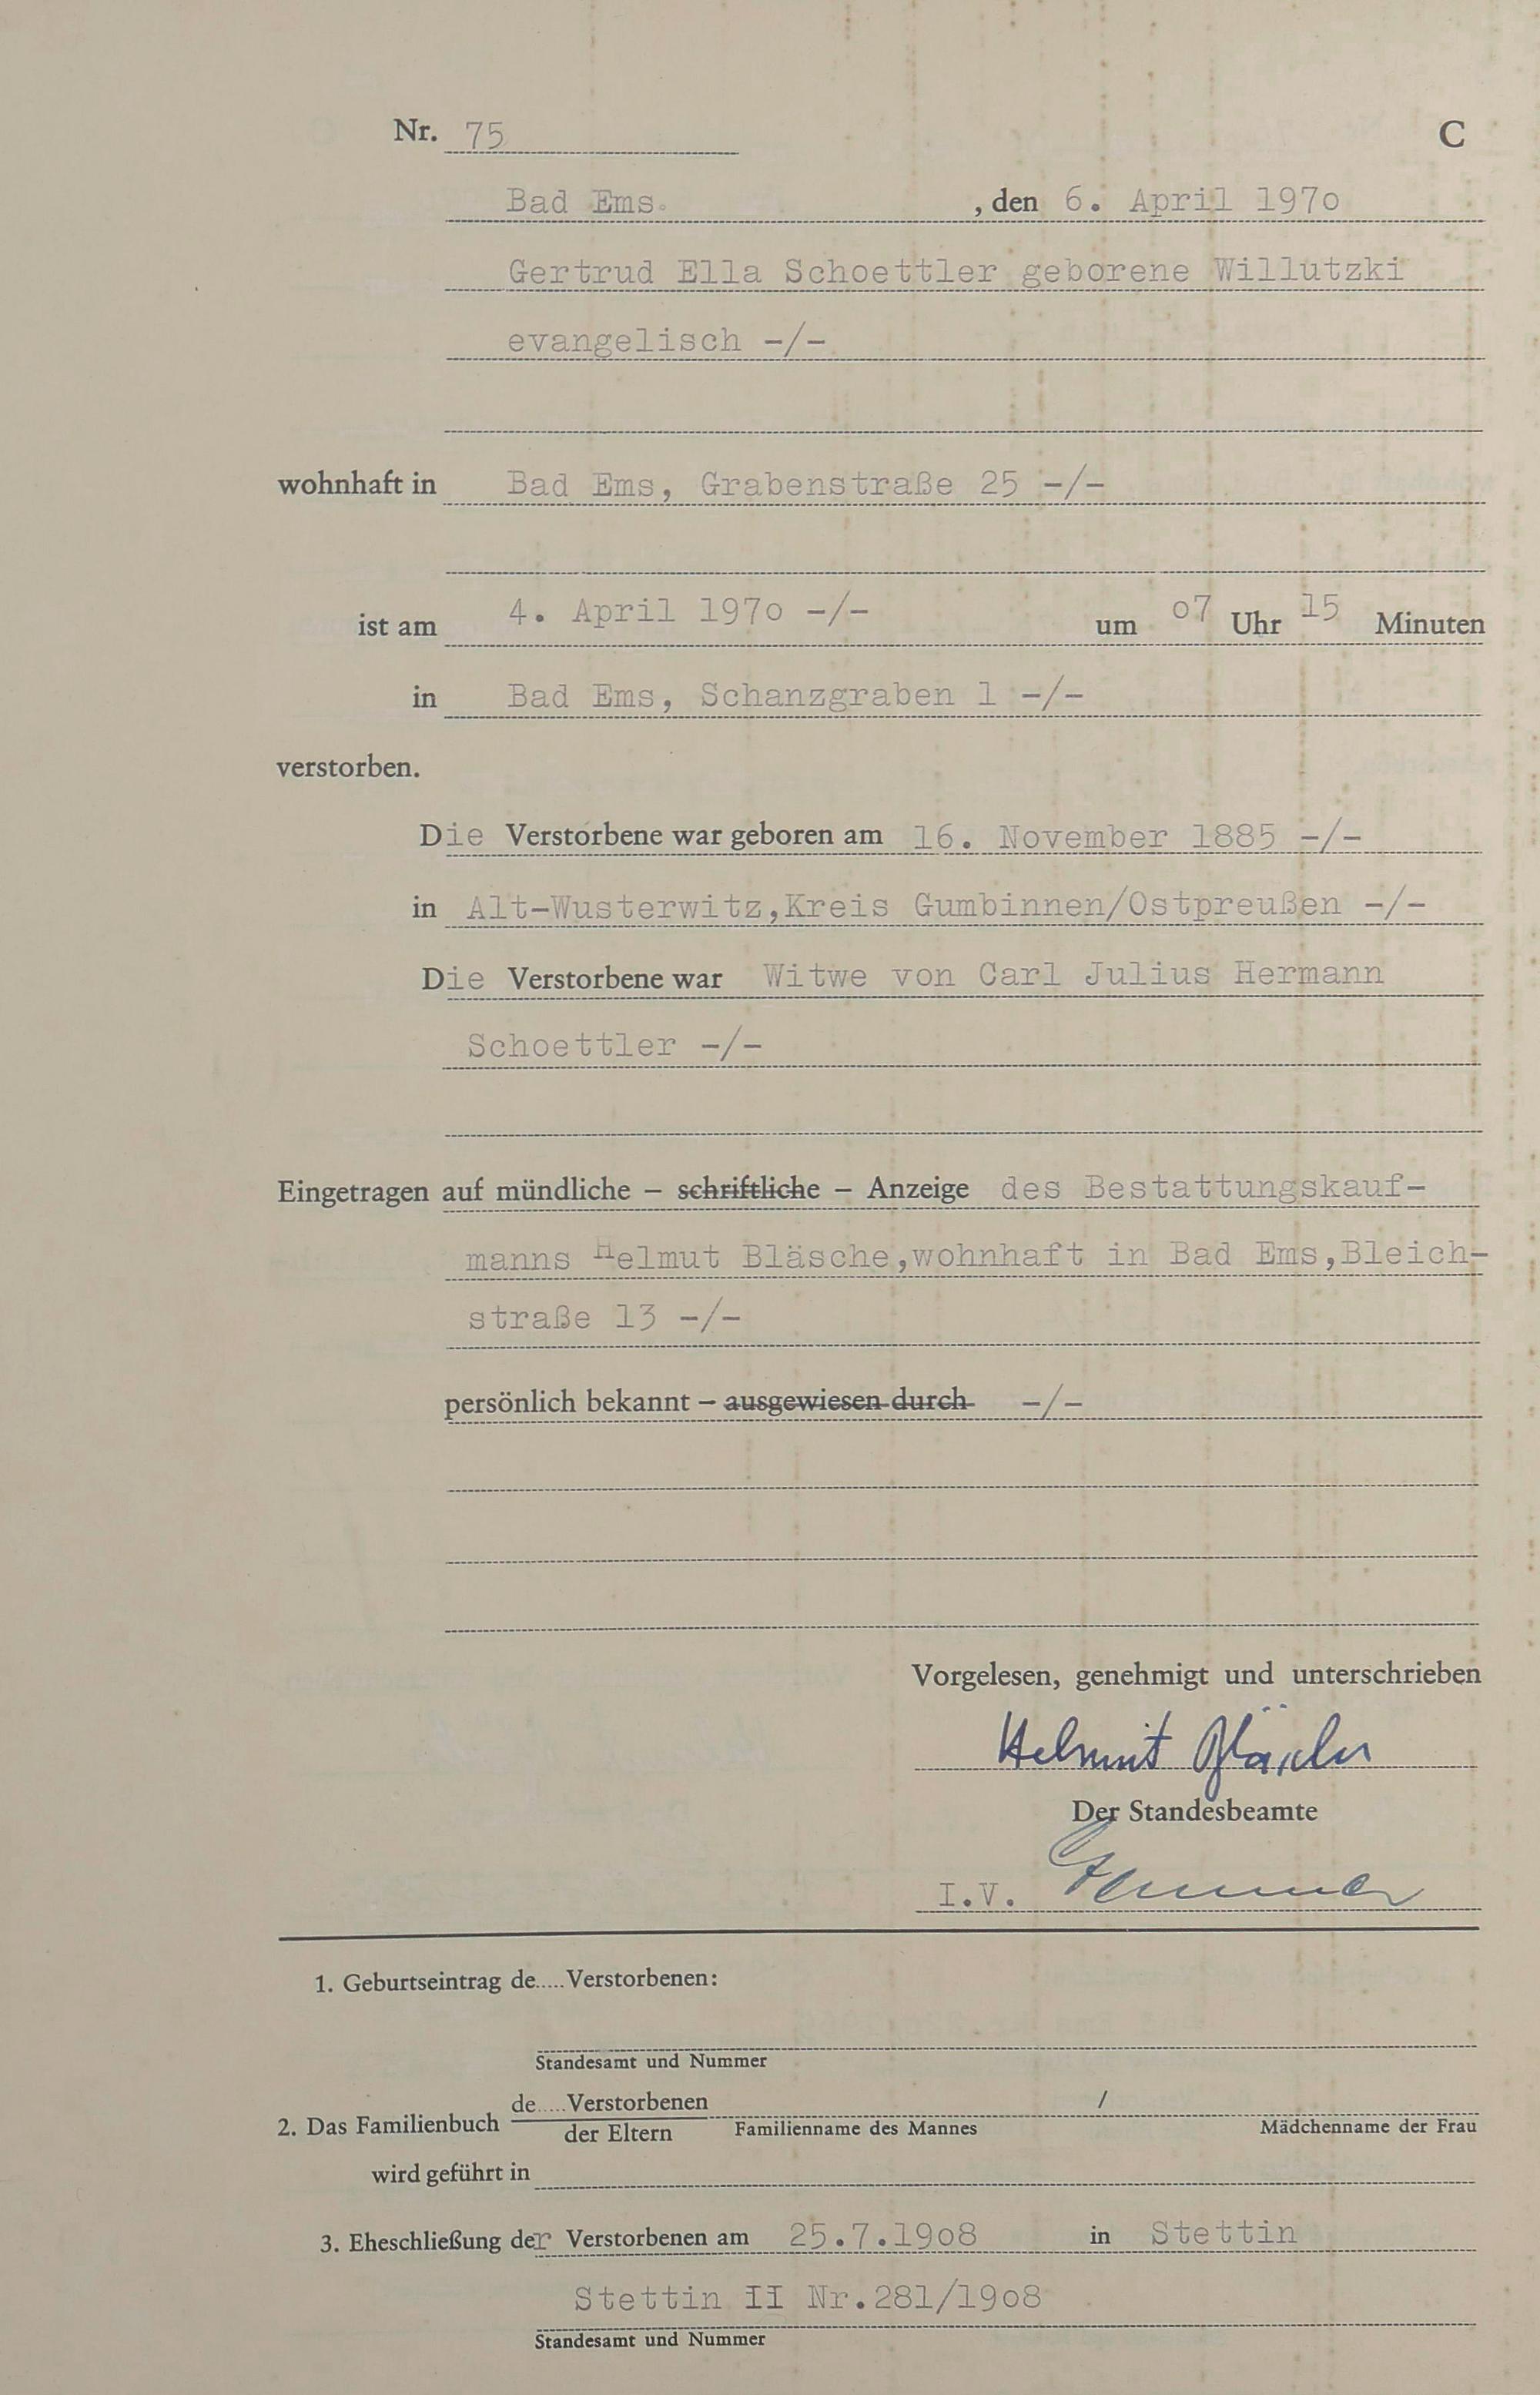 Nr. 75
C
Bad Ems. , den 6. April 197o
Gertrud Ella Schoettler geborene Willutzki
evangelisch -/-
wohnhaft in Bad Ems, Grabenstraße 25 -/-
ist am 4. April 197o -/- um o7 Uhr 15 Minuten
in Bad Ems, Schanzgraben 1 -/-
verstorben.
Die Verstorbene war geboren am 16. November 1885 -/-
in Alt-Wusterwitz,Kreis Gumbinnen/Ostpreußen -/-
Die Verstorbene war Witwe von Carl Julius Hermann
Schoettler -/-
Eingetragen auf mündliche – schriftliche – Anzeige des Bestattungskauf-
manns Helmut Bläsche,wohnhaft in Bad Ems,Bleich-
straße 13 -/-
persönlich bekannt – ausgewiesen durch -/-
Vorgelesen, genehmigt und unterschrieben
Helmut Bläsche
Der Standesbeamte
I.V.
1. Geburtseintrag de..... Verstorbenen:
Standesamt und Nummer
de..... Verstorbenen /
2. Das Familienbuch der Eltern Familienname des Mannes Mädchenname der Frau
wird geführt in
3. Eheschließung der Verstorbenen am 25.7.19o8 in Stettin
Stettin II Nr.281/19o8
Standesamt und Nummer